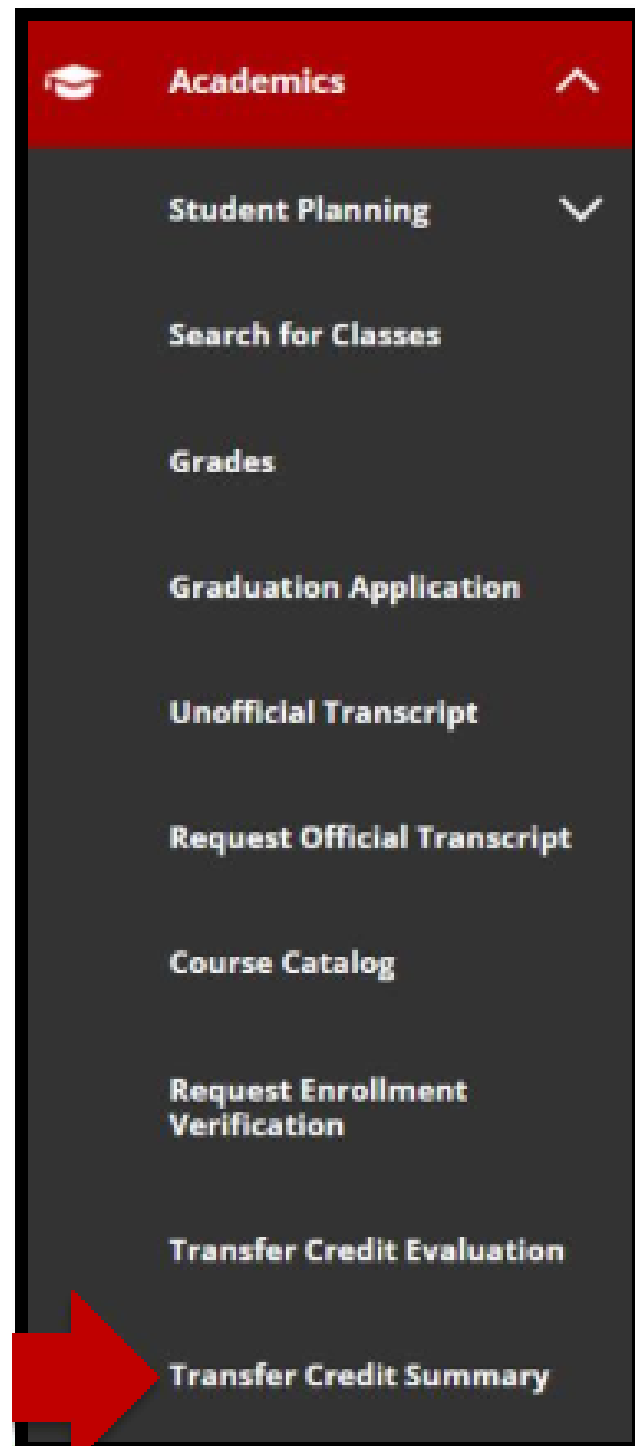 Academics
Student Planning
Search for Classes
Grades
Graduation Application
Unofficial Transcript
Request Official Transcript
Course Catalog
Request Enrollment
Verification
Transfer Credit Evaluation
Transfer Credit Summary